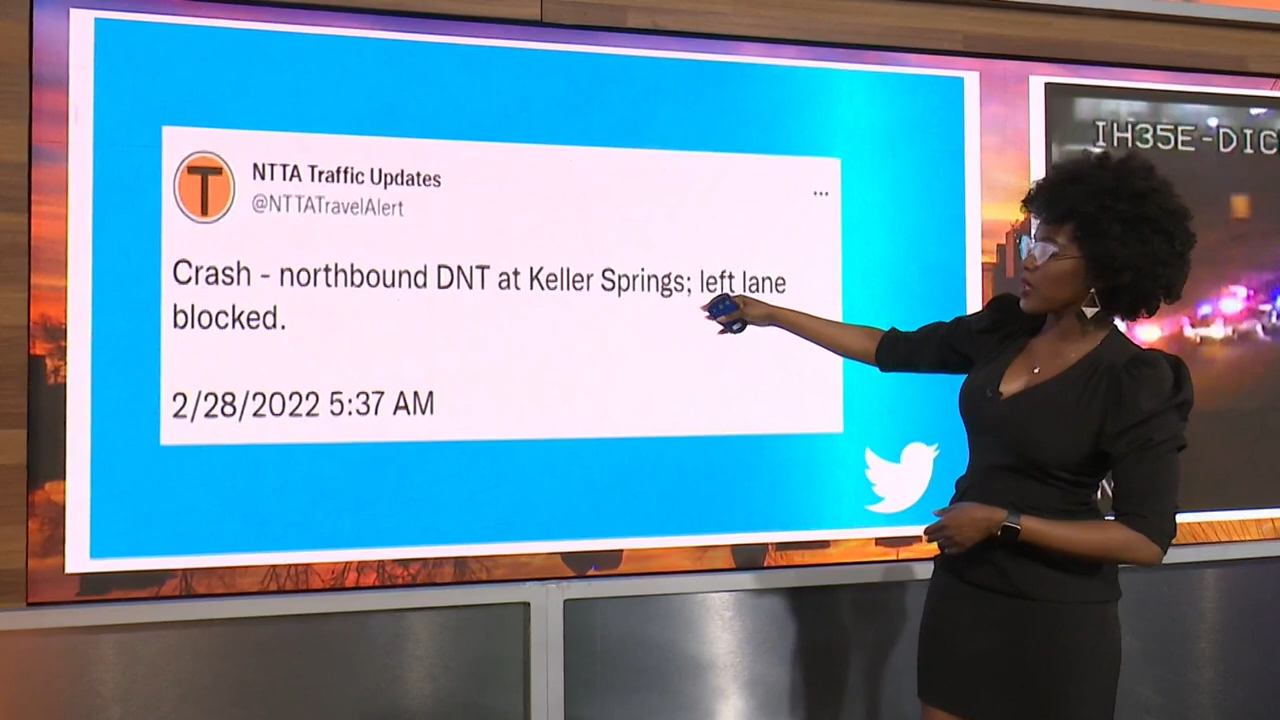 NTTA Traffic Updates
@NTTATravelAlert
Crash - northbound DNT at Keller Springs; left lane
blocked.
2/28/2022 5:37 AM
IH35E-DIC